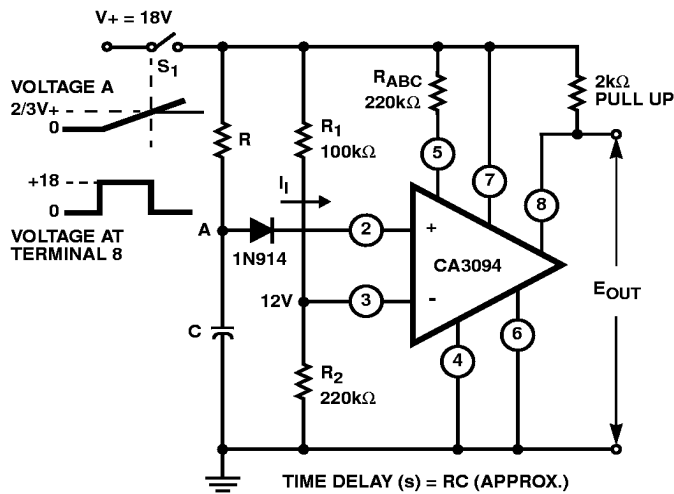 V+ = 18V
S1
VOLTAGE A
2/3V+
0
+18
0
VOLTAGE AT
TERMINAL 8
R
R1
100kΩ
RABC
220kΩ
2kΩ
PULL UP
5
7
8
II
A
1N914
2
+
CA3094
12V
3
-
EOUT
C
R2
220kΩ
4
6
TIME DELAY (s) = RC (APPROX.)